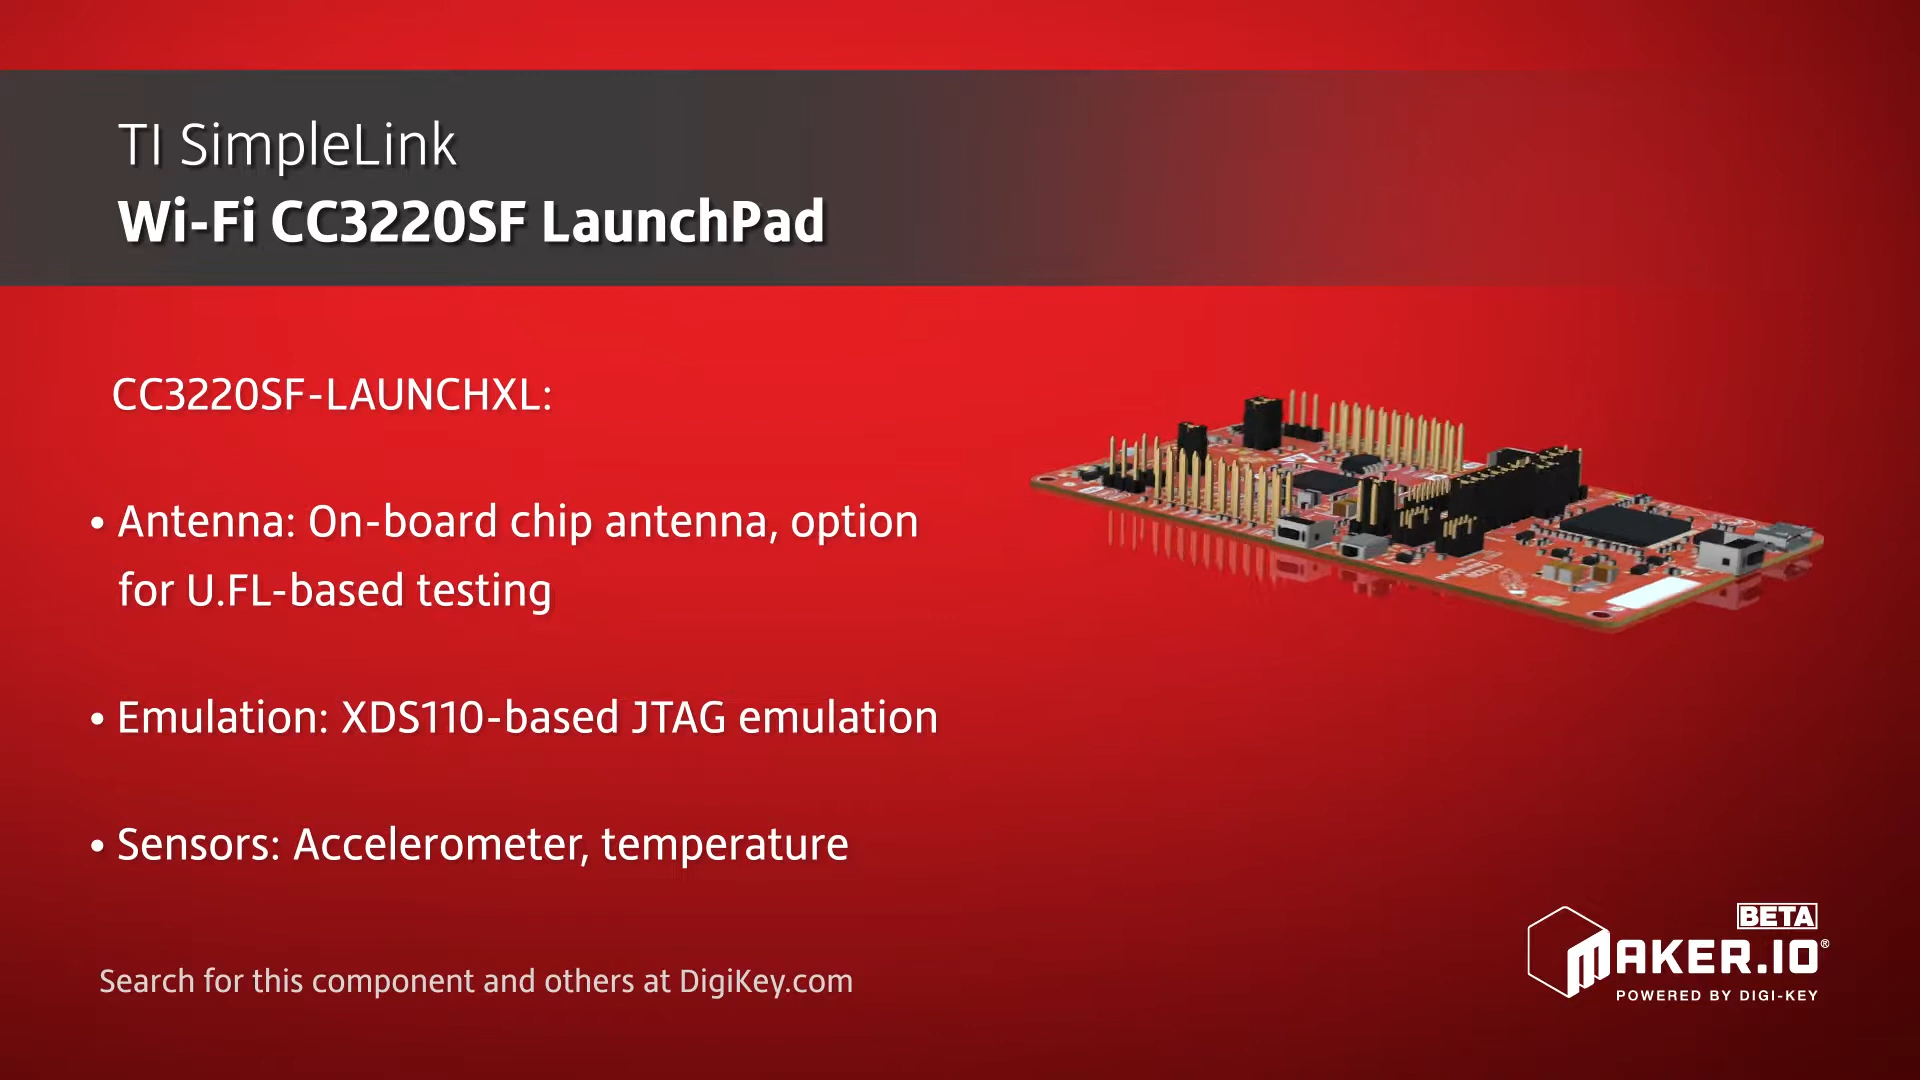 TI SimpleLink
Wi-Fi CC3220SF LaunchPad
CC3220SF-LAUNCHXL:
• Antenna: On-board chip antenna, option
for U.FL-based testing
• Emulation: XDS110-based JTAG emulation
• Sensors: Accelerometer, temperature
Search for this component and others at DigiKey.com
BETA
MAKER.IO®
POWERED BY DIGI-KEY